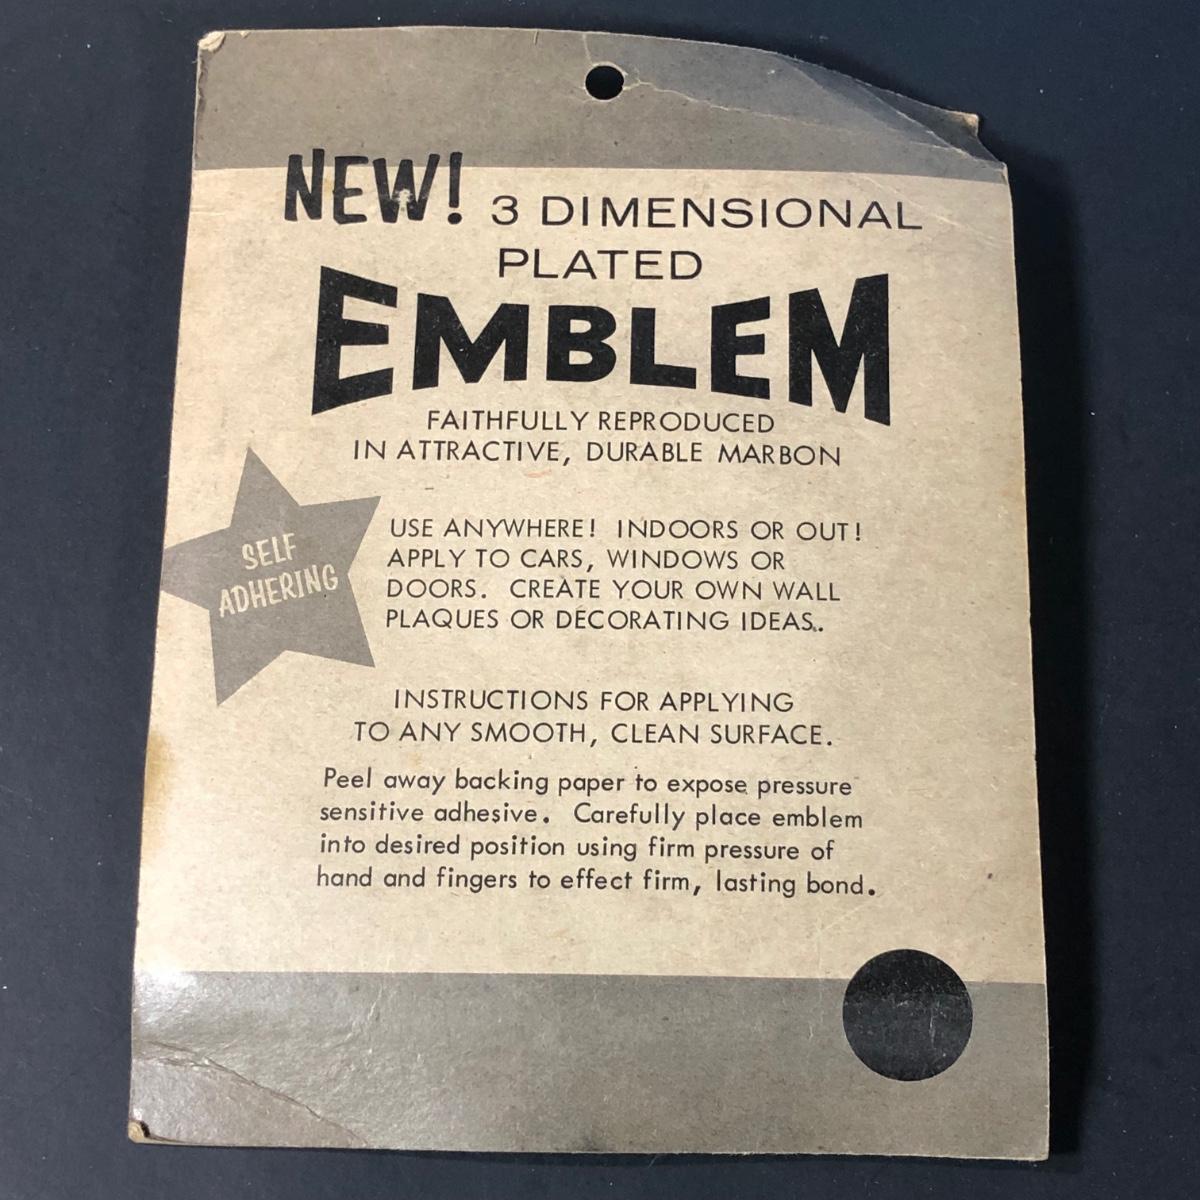 NEW! 3 DIMENSIONAL
PLATED
EMBLEM
FAITHFULLY REPRODUCED
IN ATTRACTIVE, DURABLE MARBON
SELF
ADHERING
USE ANYWHERE! INDOORS OR OUT!
APPLY TO CARS, WINDOWS OR
DOORS. CREATE YOUR OWN WALL
PLAQUES OR DECORATING IDEAS.
INSTRUCTIONS FOR APPLYING
TO ANY SMOOTH, CLEAN SURFACE.
Peel away backing paper to expose pressure
sensitive adhesive. Carefully place emblem
into desired position using firm pressure of
hand and fingers to effect firm, lasting bond.